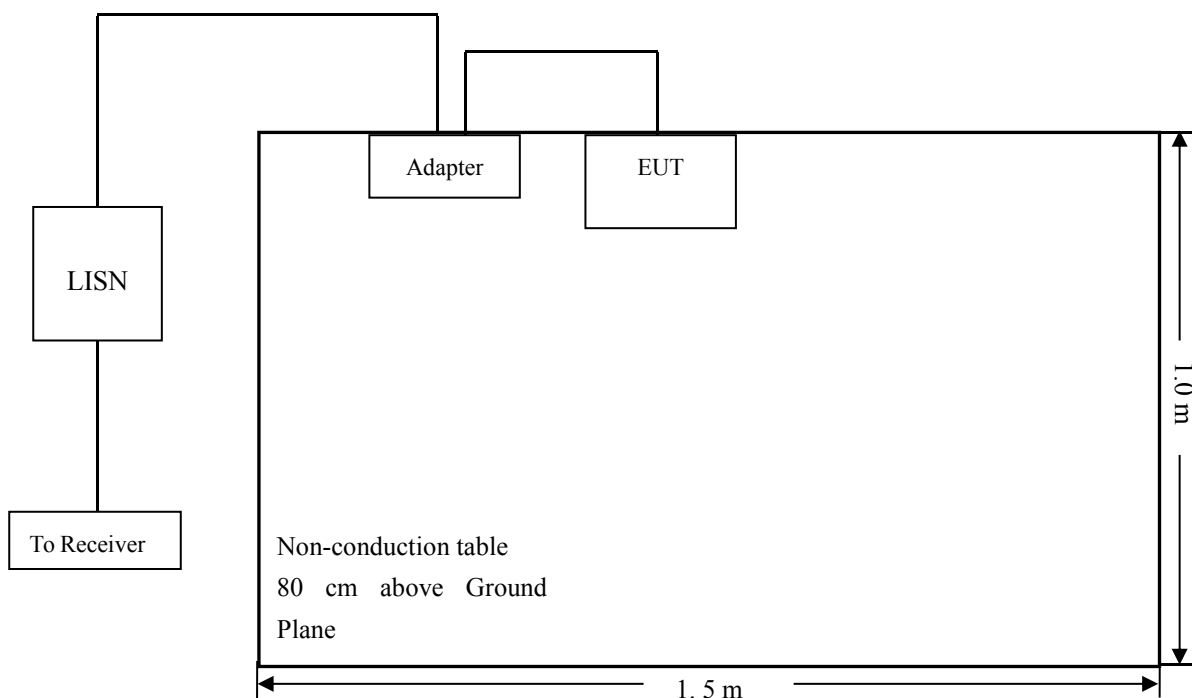 Adapter
EUT
LISN
1.0 m
To Receiver
Non-conduction table
80 cm above Ground
Plane
1. 5 m